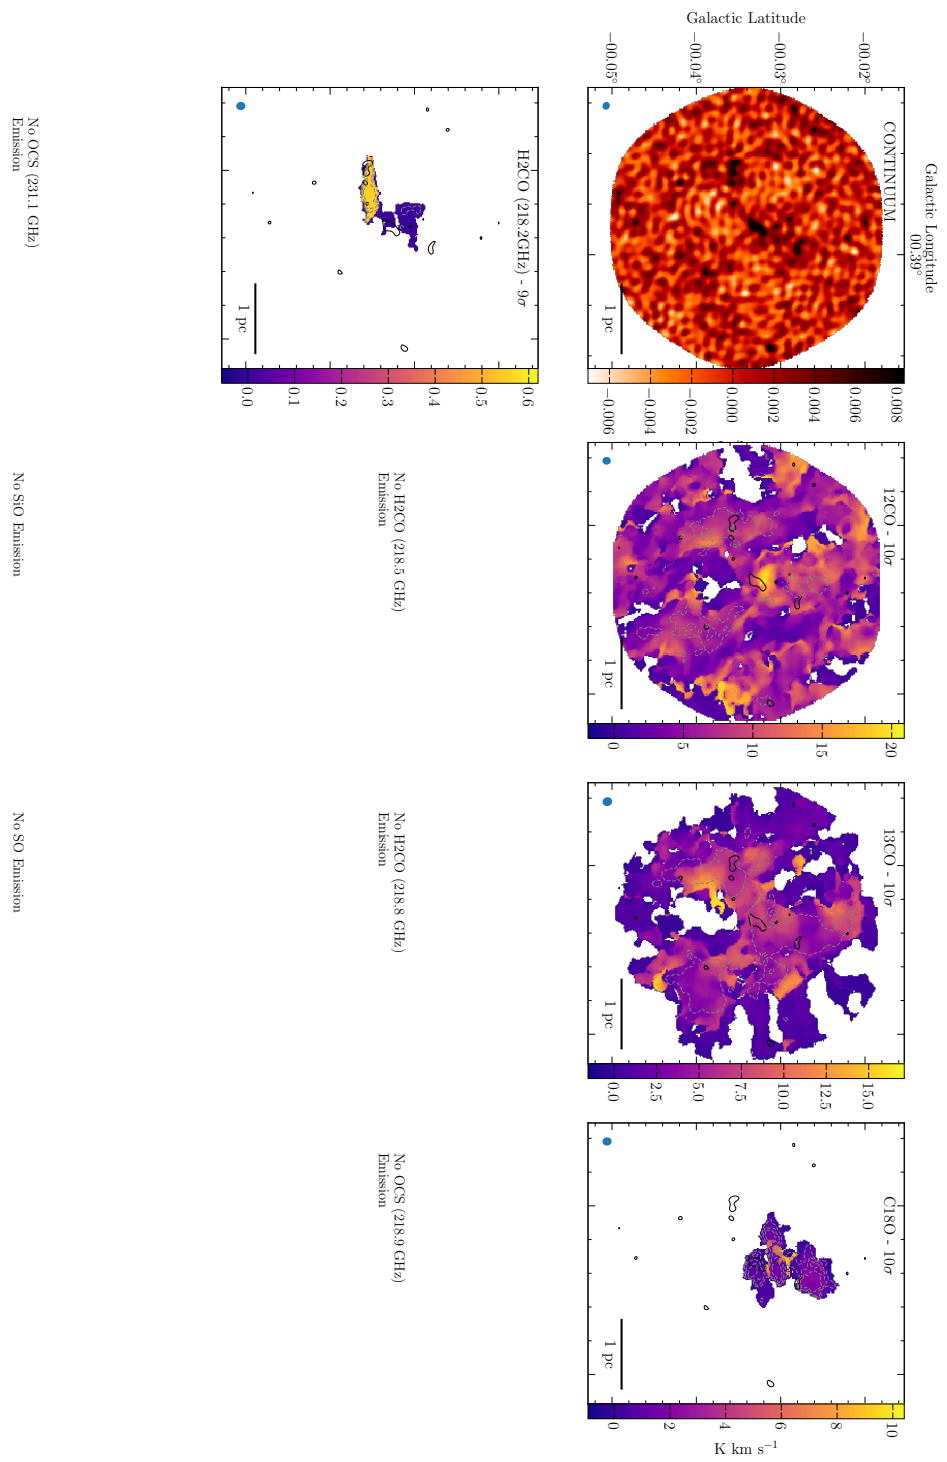 Galactic Longitude
00.39°
Galactic Latitude
−00.05°
−00.04°
−00.03°
−00.02°
CONTINUUM
1 pc
−0.006
−0.004
−0.002
0.000
0.002
0.004
0.006
0.008
12CO - 10σ
1 pc
0
5
10
15
20
13CO - 10σ
1 pc
0.0
2.5
5.0
7.5
10.0
12.5
15.0
C18O - 10σ
1 pc
0
2
4
6
8
10
K km s⁻¹
H2CO (218.2GHz) - 9σ
1 pc
0.0
0.1
0.2
0.3
0.4
0.5
0.6
No H2CO (218.5 GHz)
Emission
No H2CO (218.8 GHz)
Emission
No OCS (218.9 GHz)
Emission
No OCS (231.1 GHz)
Emission
No SiO Emission
No SO Emission